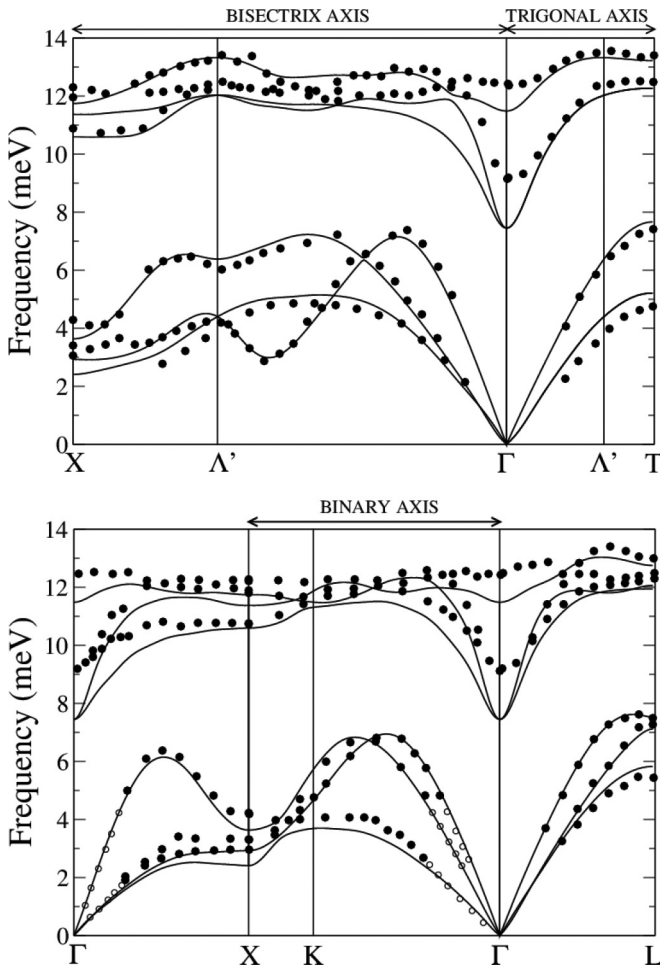 BISECTRIX AXIS TRIGONAL AXIS
14
12
10
8
6
4
2
0
Frequency (meV)
X Λ’ Γ Λ’ T
BINARY AXIS
14
12
10
8
6
4
2
0
Frequency (meV)
Γ X K Γ L